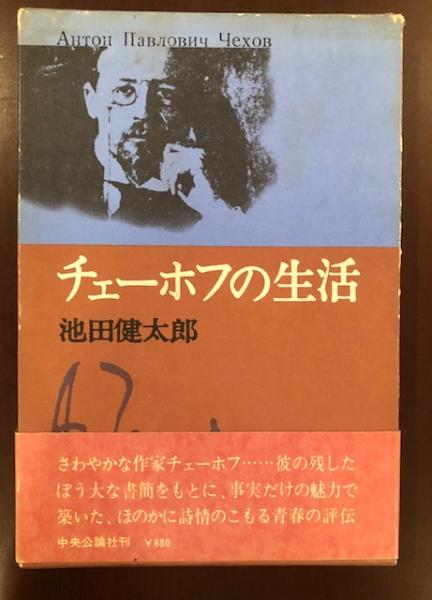 Антон Павлович Чехов
チェーホフの生活
池田健太郎
さわやかな作家チェーホフ……彼の残した
ぼう大な書簡をもとに、事実だけの魅力で
築いた、ほのかに詩情のこもる青春の評伝
中央公論社刊 ￥880